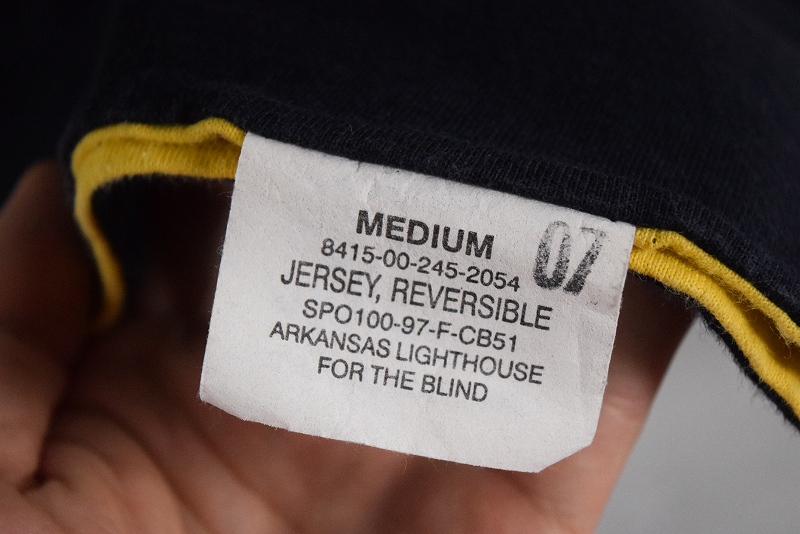 MEDIUM
07
8415-00-245-2054
JERSEY, REVERSIBLE
SPO100-97-F-CB51
ARKANSAS LIGHTHOUSE
FOR THE BLIND